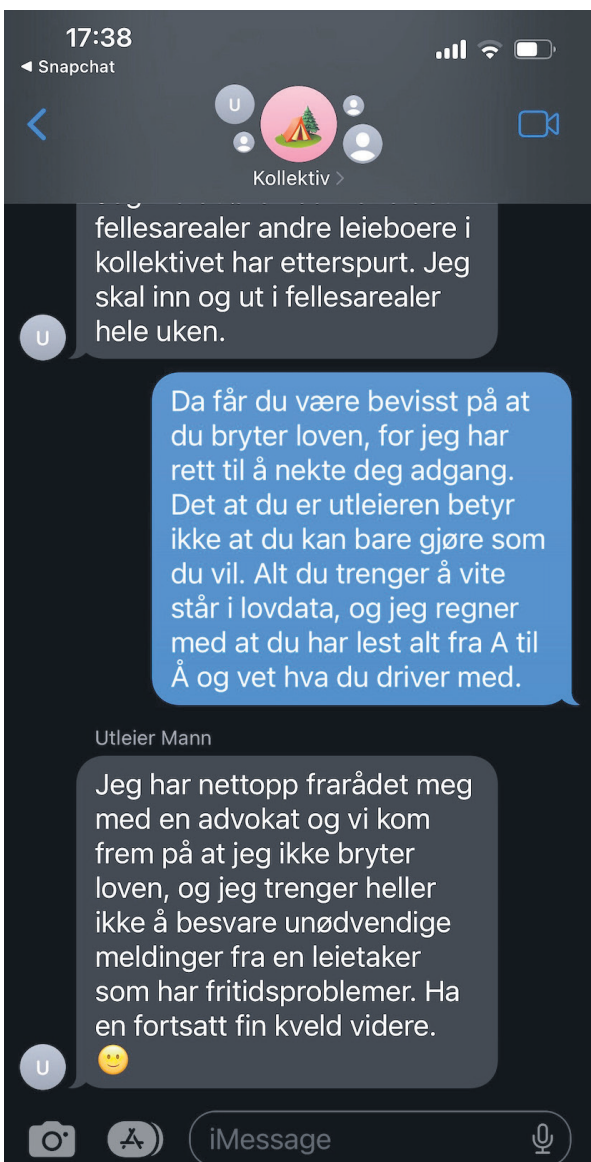 17:38
◀ Snapchat
U
Kollektiv >
fellesarealer andre leieboere i
kollektivet har etterspurt. Jeg
skal inn og ut i fellesarealer
hele uken.
U
Da får du være bevisst på at
du bryter loven, for jeg har
rett til å nekte deg adgang.
Det at du er utleieren betyr
ikke at du kan bare gjøre som
du vil. Alt du trenger å vite
står i lovdata, og jeg regner
med at du har lest alt fra A til
Å og vet hva du driver med.
Utleier Mann
Jeg har nettopp frarådet meg
med en advokat og vi kom
frem på at jeg ikke bryter
loven, og jeg trenger heller
ikke å besvare unødvendige
meldinger fra en leietaker
som har fritidsproblemer. Ha
en fortsatt fin kveld videre.
🙂
U
iMessage